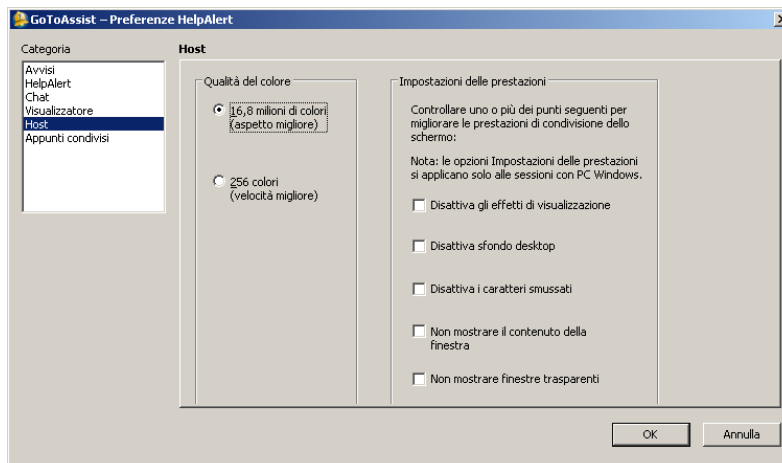 GoToAssist – Preferenze HelpAlert
Categoria
Avvisi
HelpAlert
Chat
Visualizzatore
Host
Appunti condivisi
Host
Qualità del colore
16,8 milioni di colori
(aspetto migliore)
256 colori
(velocità migliore)
Impostazioni delle prestazioni
Controllare uno o più dei punti seguenti per
migliorare le prestazioni di condivisione dello
schermo:
Nota: le opzioni Impostazioni delle prestazioni
si applicano solo alle sessioni con PC Windows.
Disattiva gli effetti di visualizzazione
Disattiva sfondo desktop
Disattiva i caratteri smussati
Non mostrare il contenuto della
finestra
Non mostrare finestre trasparenti
OK
Annulla